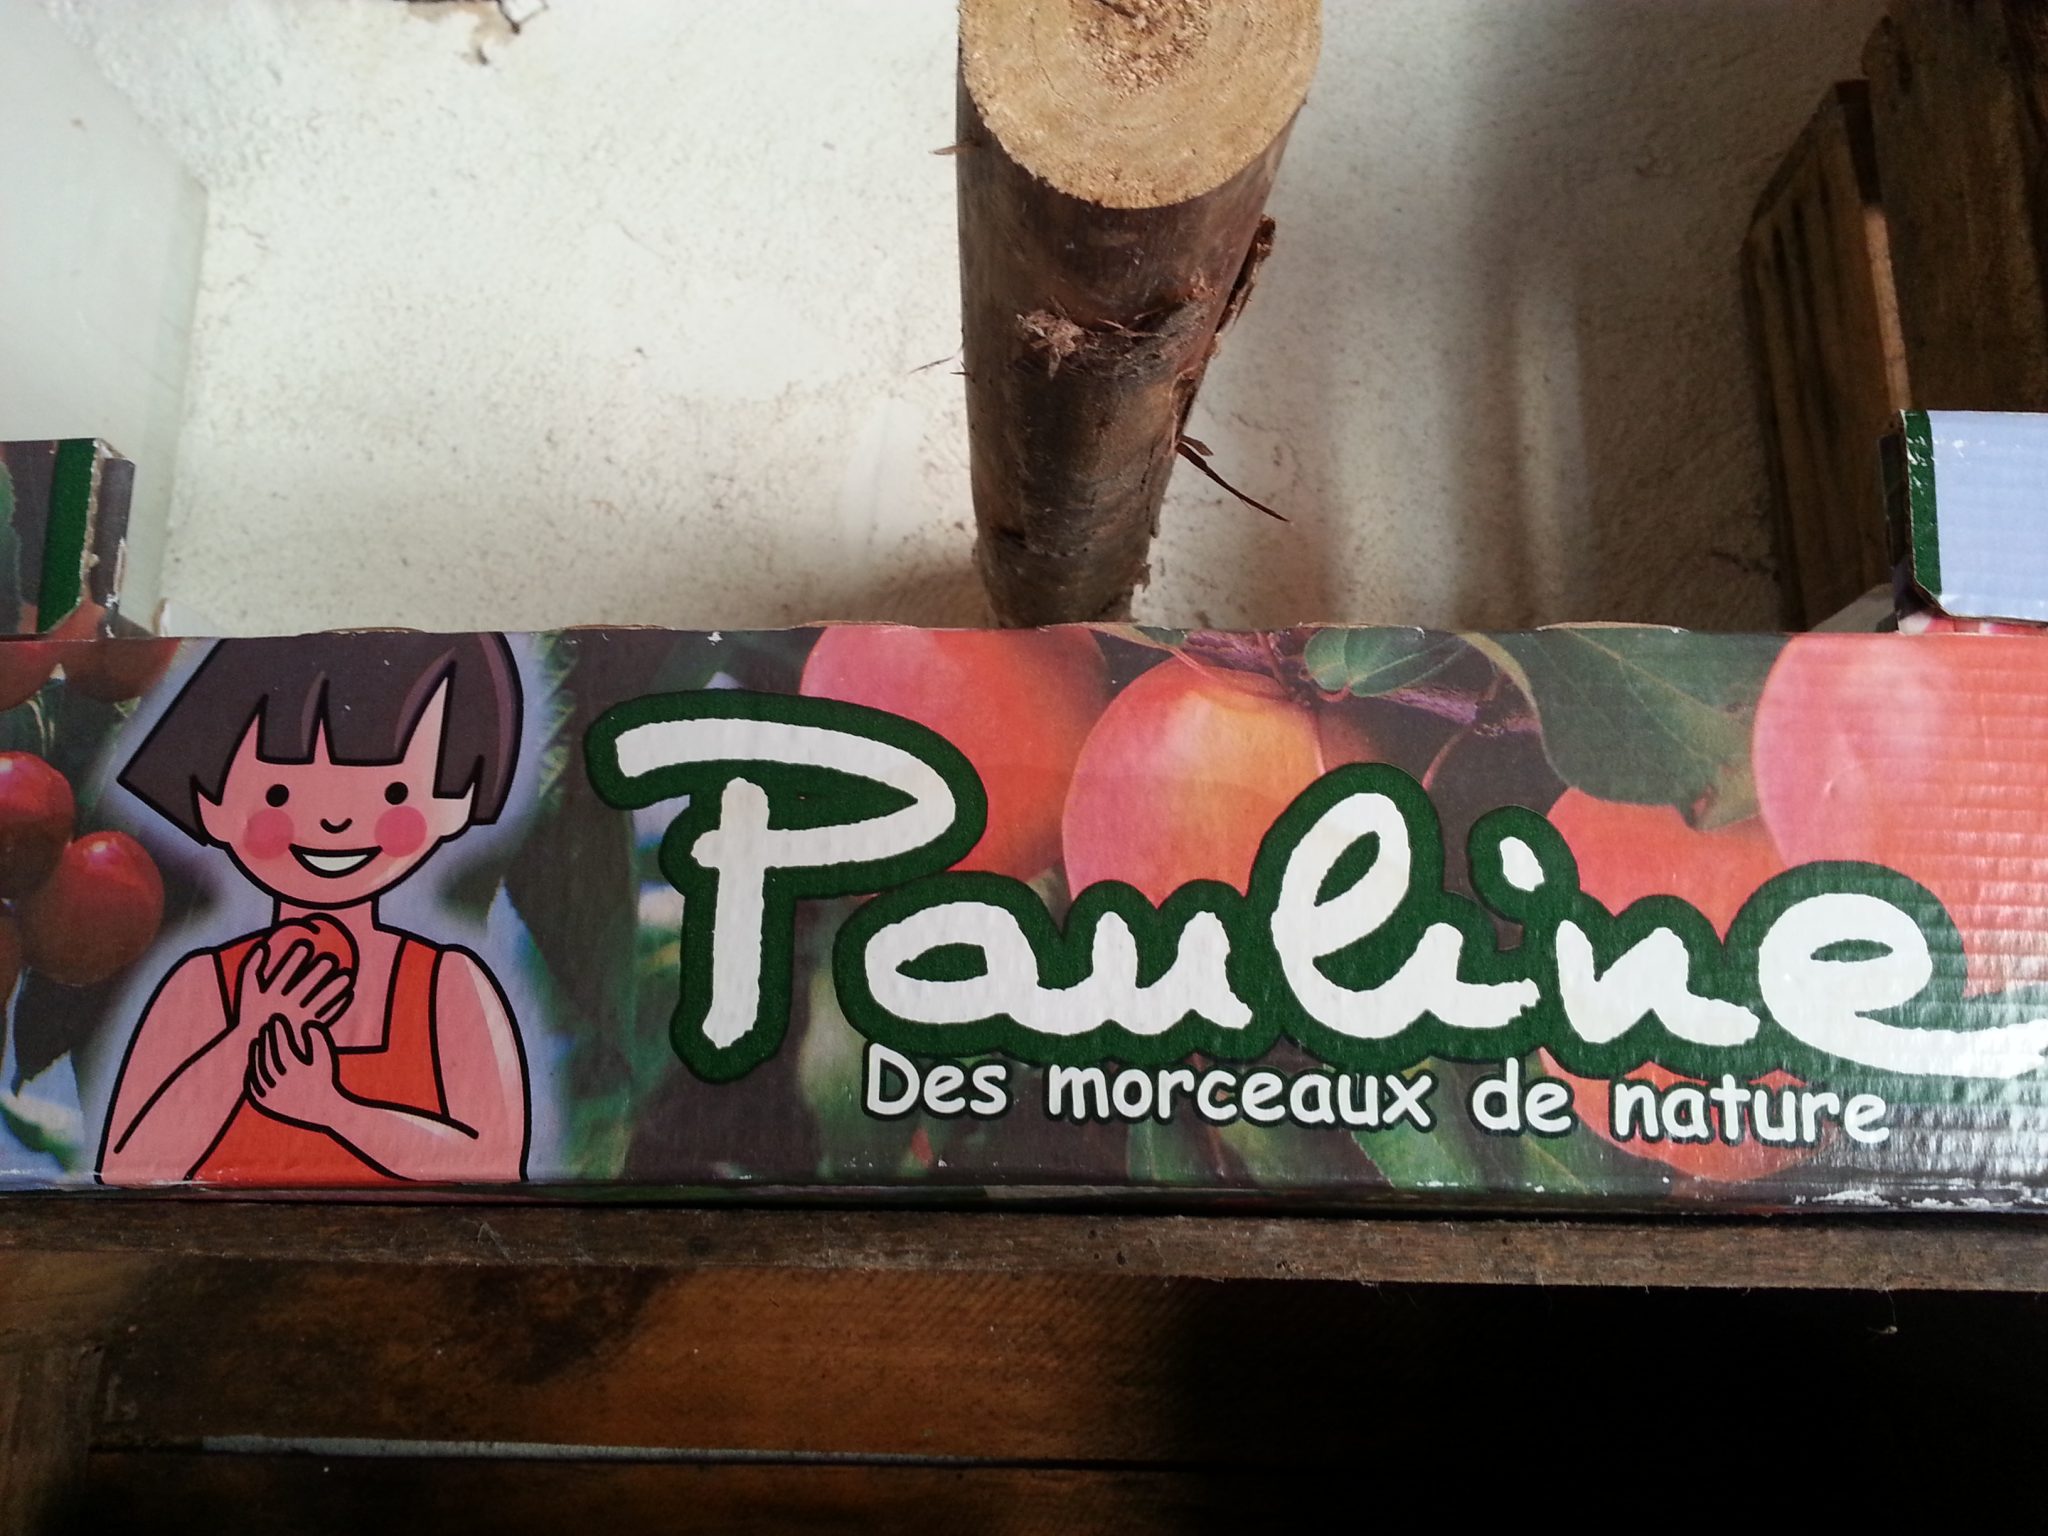 Pauline
Des morceaux de nature